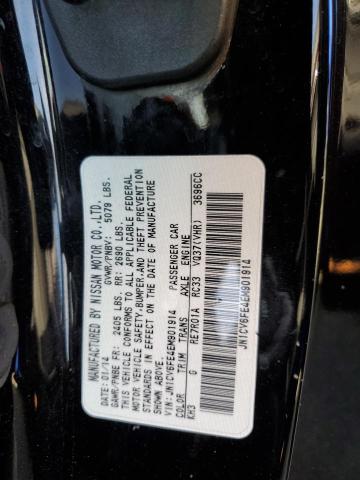 MANUFACTURED BY NISSAN MOTOR CO.,LTD.
DATE: 01/14 GVWR/PNBV: 5079 LBS.
GAWR/PNBE FR: 2405 LBS. RR: 2690 LBS.
THIS VEHICLE CONFORMS TO ALL APPLICABLE FEDERAL
MOTOR VEHICLE SAFETY,BUMPER,AND THEFT PREVENTION
STANDARDS IN EFFECT ON THE DATE OF MANUFACTURE
SHOWN ABOVE.
VIN: JN1CV6FE4EM901914 PASSENGER CAR
COLOR TRIM TRANS AXLE ENGINE
KH3 G RE7R01A RC33 VQ37(VHR) 3696CC
JN1CV6FE4EM901914